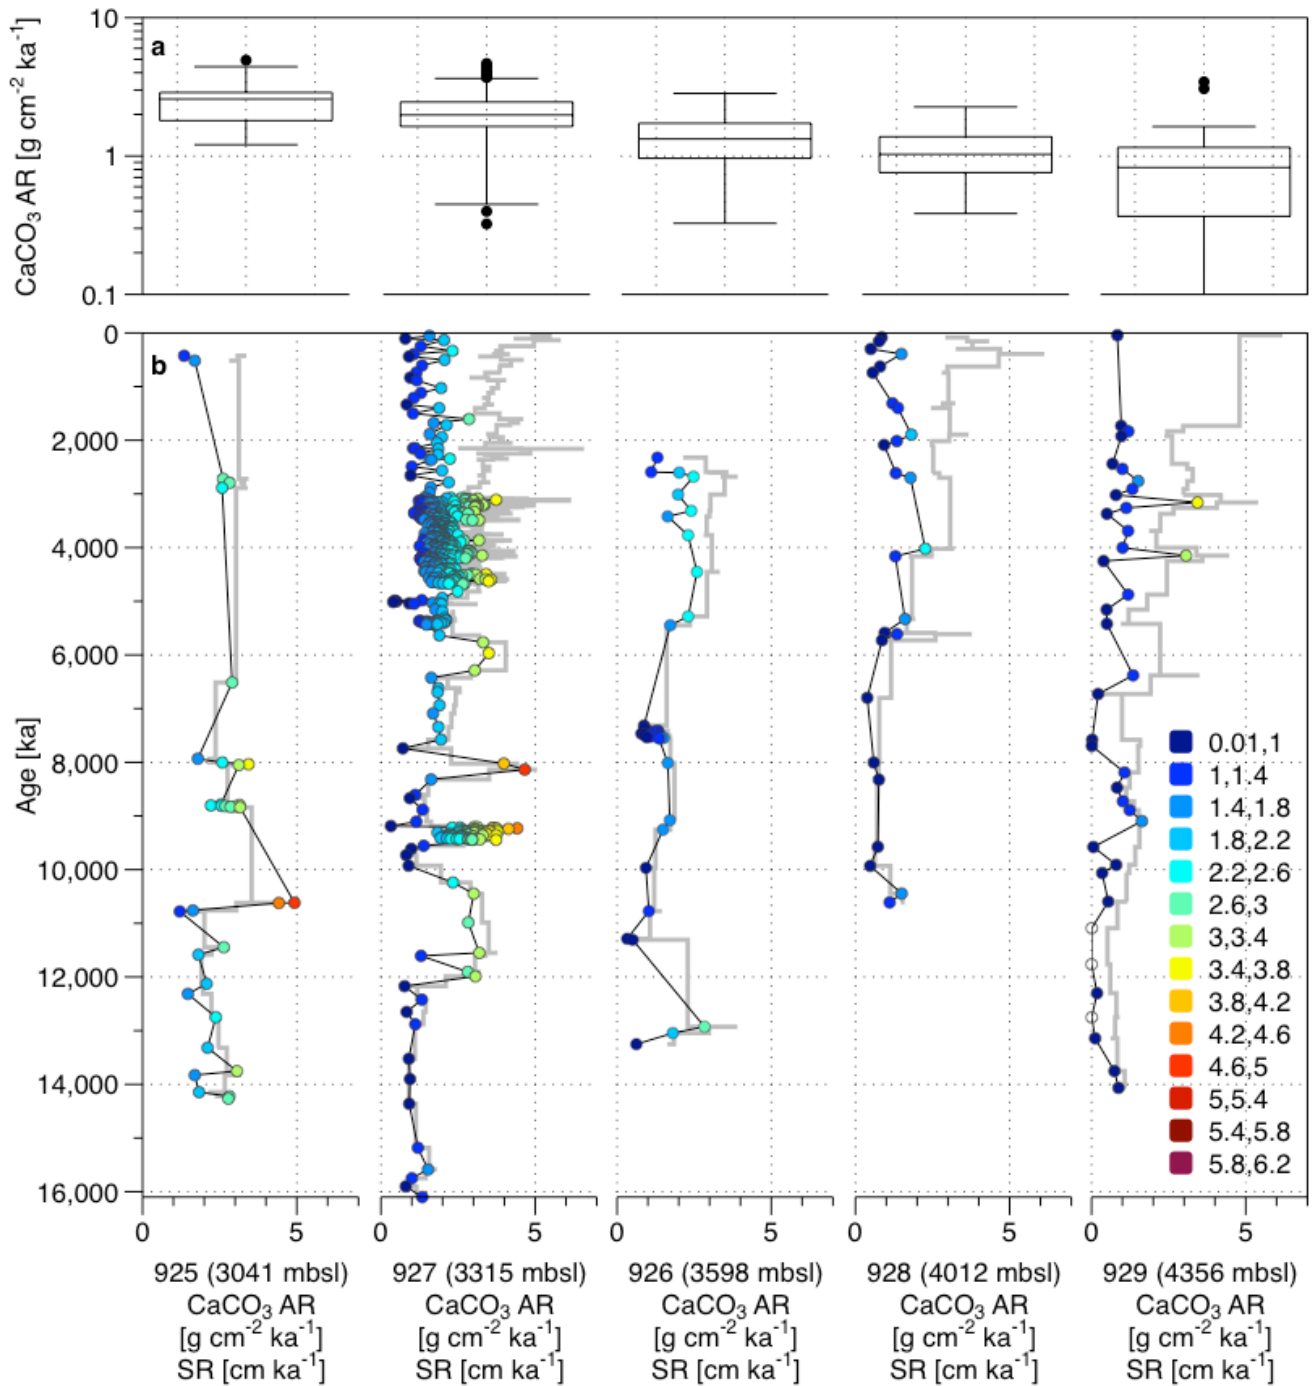 a
CaCO3 AR [g cm-2 ka-1]
10
1
0.1
b
Age [ka]
0
2,000
4,000
6,000
8,000
10,000
12,000
14,000
16,000
0.01,1
1,1.4
1.4,1.8
1.8,2.2
2.2,2.6
2.6,3
3,3.4
3.4,3.8
3.8,4.2
4.2,4.6
4.6,5
5,5.4
5.4,5.8
5.8,6.2
0 5 0 5 0 5 0 5 0 5
925 (3041 mbsl) 927 (3315 mbsl) 926 (3598 mbsl) 928 (4012 mbsl) 929 (4356 mbsl)
CaCO3 AR CaCO3 AR CaCO3 AR CaCO3 AR CaCO3 AR
[g cm-2 ka-1] [g cm-2 ka-1] [g cm-2 ka-1] [g cm-2 ka-1] [g cm-2 ka-1]
SR [cm ka-1] SR [cm ka-1] SR [cm ka-1] SR [cm ka-1] SR [cm ka-1]